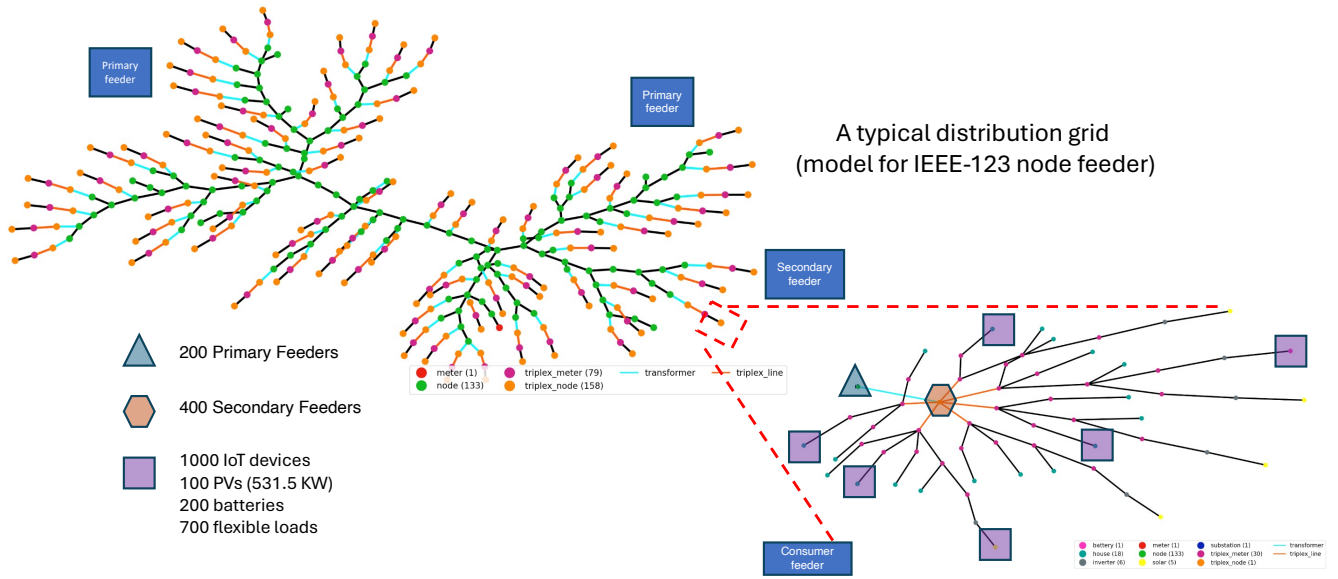 Primary
feeder
Primary
feeder
A typical distribution grid
(model for IEEE-123 node feeder)
Secondary
feeder
200 Primary Feeders
400 Secondary Feeders
1000 IoT devices
100 PVs (531.5 KW)
200 batteries
700 flexible loads
meter (1)
node (133)
triplex_meter (79)
triplex_node (158)
transformer
triplex_line
Consumer
feeder
battery (1)
house (18)
inverter (6)
meter (1)
node (133)
solar (5)
substation (1)
triplex_meter (30)
triplex_node (1)
transformer
triplex_line